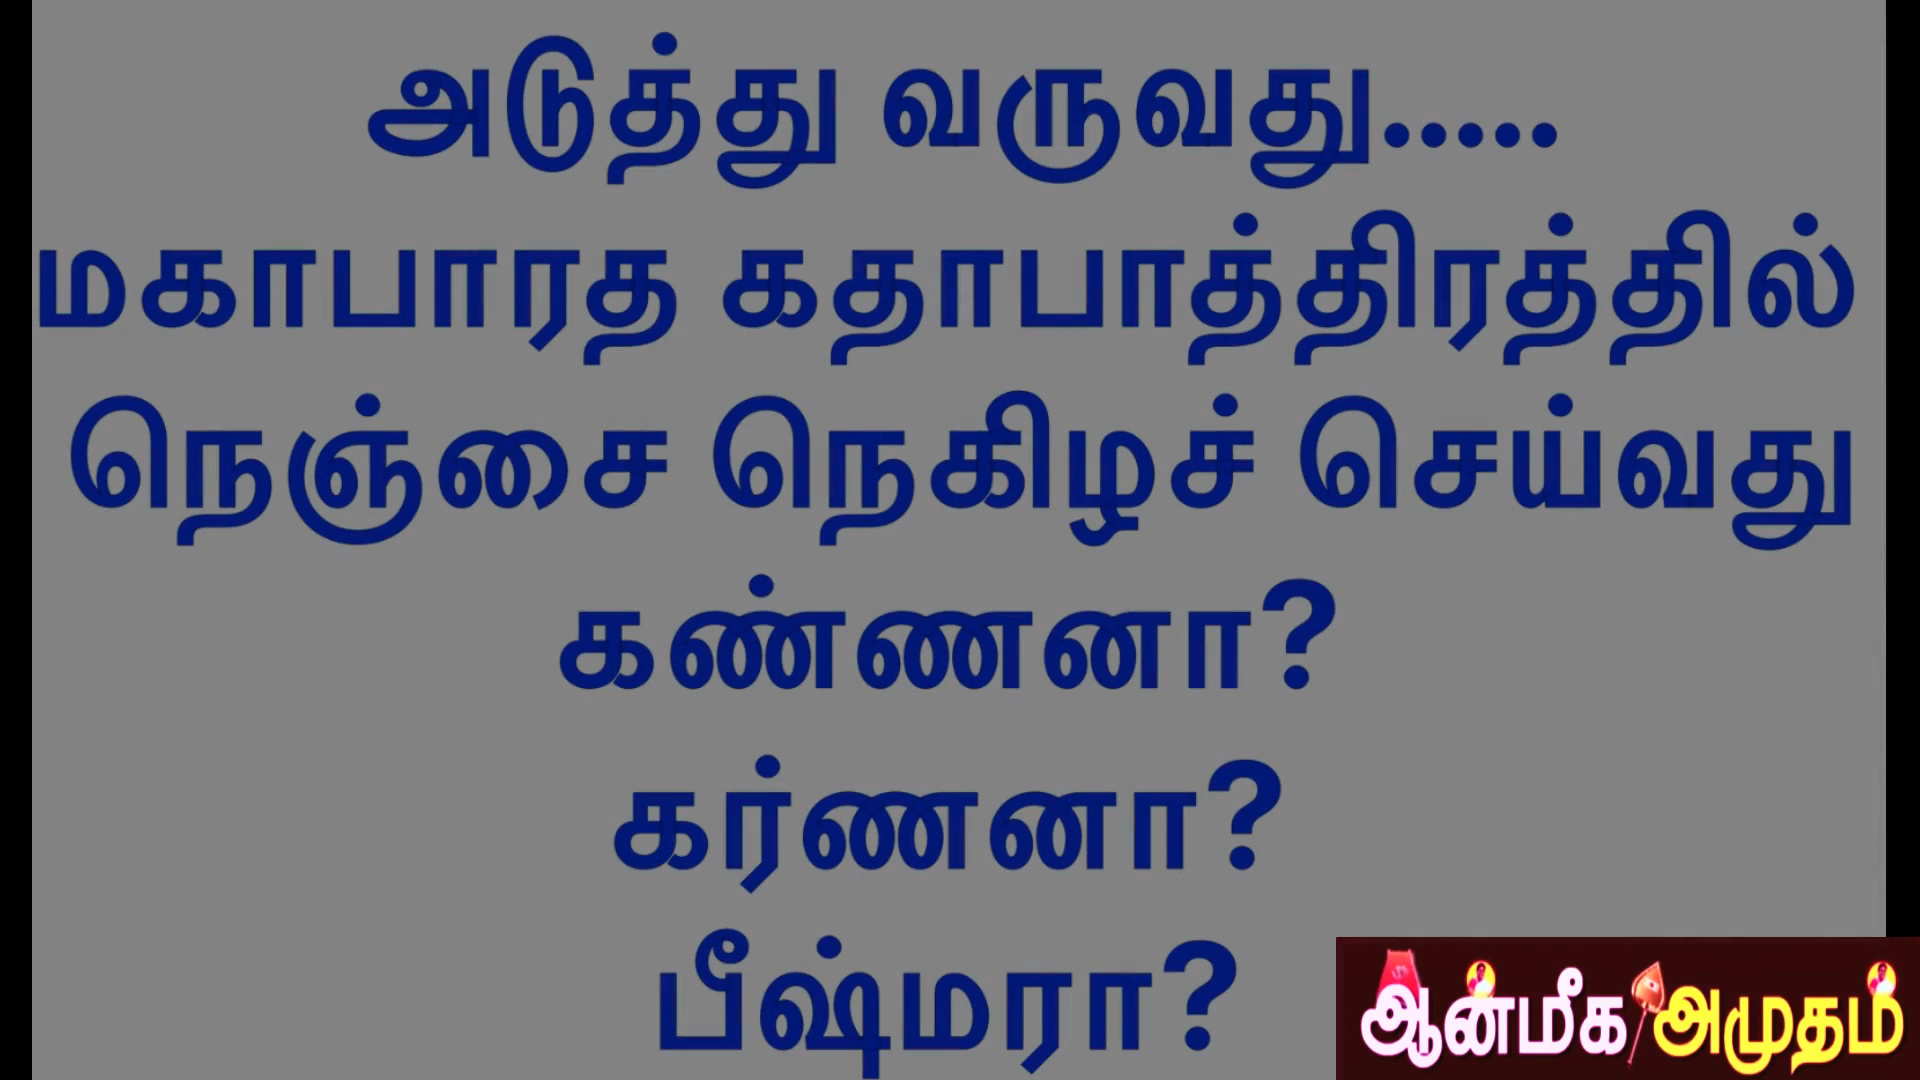 அடுத்து வருவது.....
மகாபாரத கதாபாத்திரத்தில்
நெஞ்சை நெகிழச் செய்வது
கண்ணனா?
கர்ணனா?
பீஷ்மரா?
ஆன்மீக அமுதம்